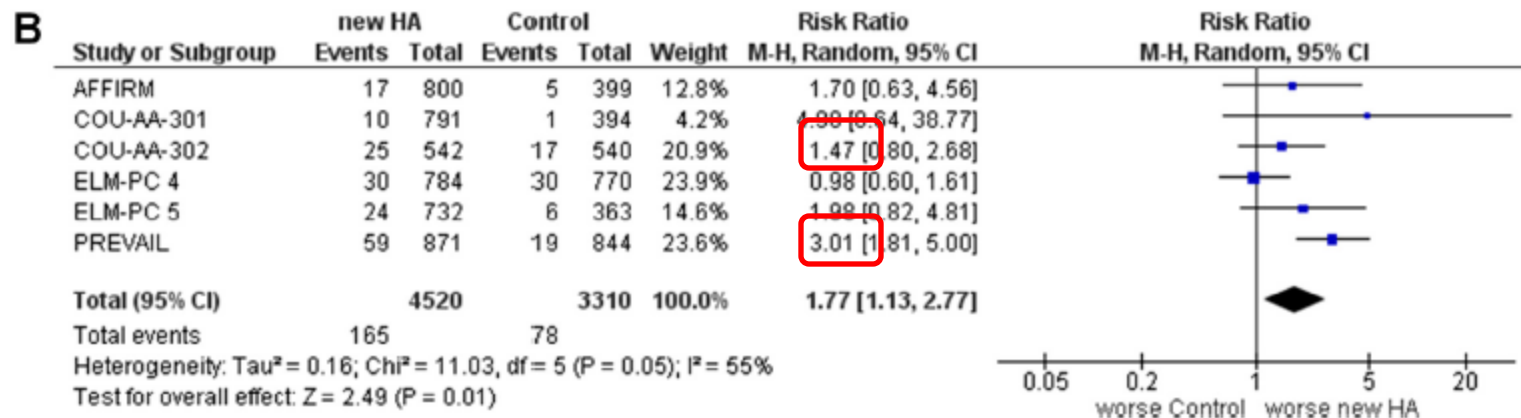 B
new HA Control Risk Ratio Risk Ratio
Study or Subgroup Events Total Events Total Weight M-H, Random, 95% CI M-H, Random, 95% CI
AFFIRM 17 800 5 399 12.8% 1.70 [0.63, 4.56]
COU-AA-301 10 791 1 394 4.2% 4.98 [0.64, 38.77]
COU-AA-302 25 542 17 540 20.9% 1.47 [0.80, 2.68]
ELM-PC 4 30 784 30 770 23.9% 0.98 [0.60, 1.61]
ELM-PC 5 24 732 6 363 14.6% 1.98 [0.82, 4.81]
PREVAIL 59 871 19 844 23.6% 3.01 [1.81, 5.00]
Total (95% CI) 4520 3310 100.0% 1.77 [1.13, 2.77]
Total events 165 78
Heterogeneity: Tau² = 0.16; Chi² = 11.03, df = 5 (P = 0.05); I² = 55%
Test for overall effect: Z = 2.49 (P = 0.01)
0.05 0.2 1 5 20
worse Control worse new HA